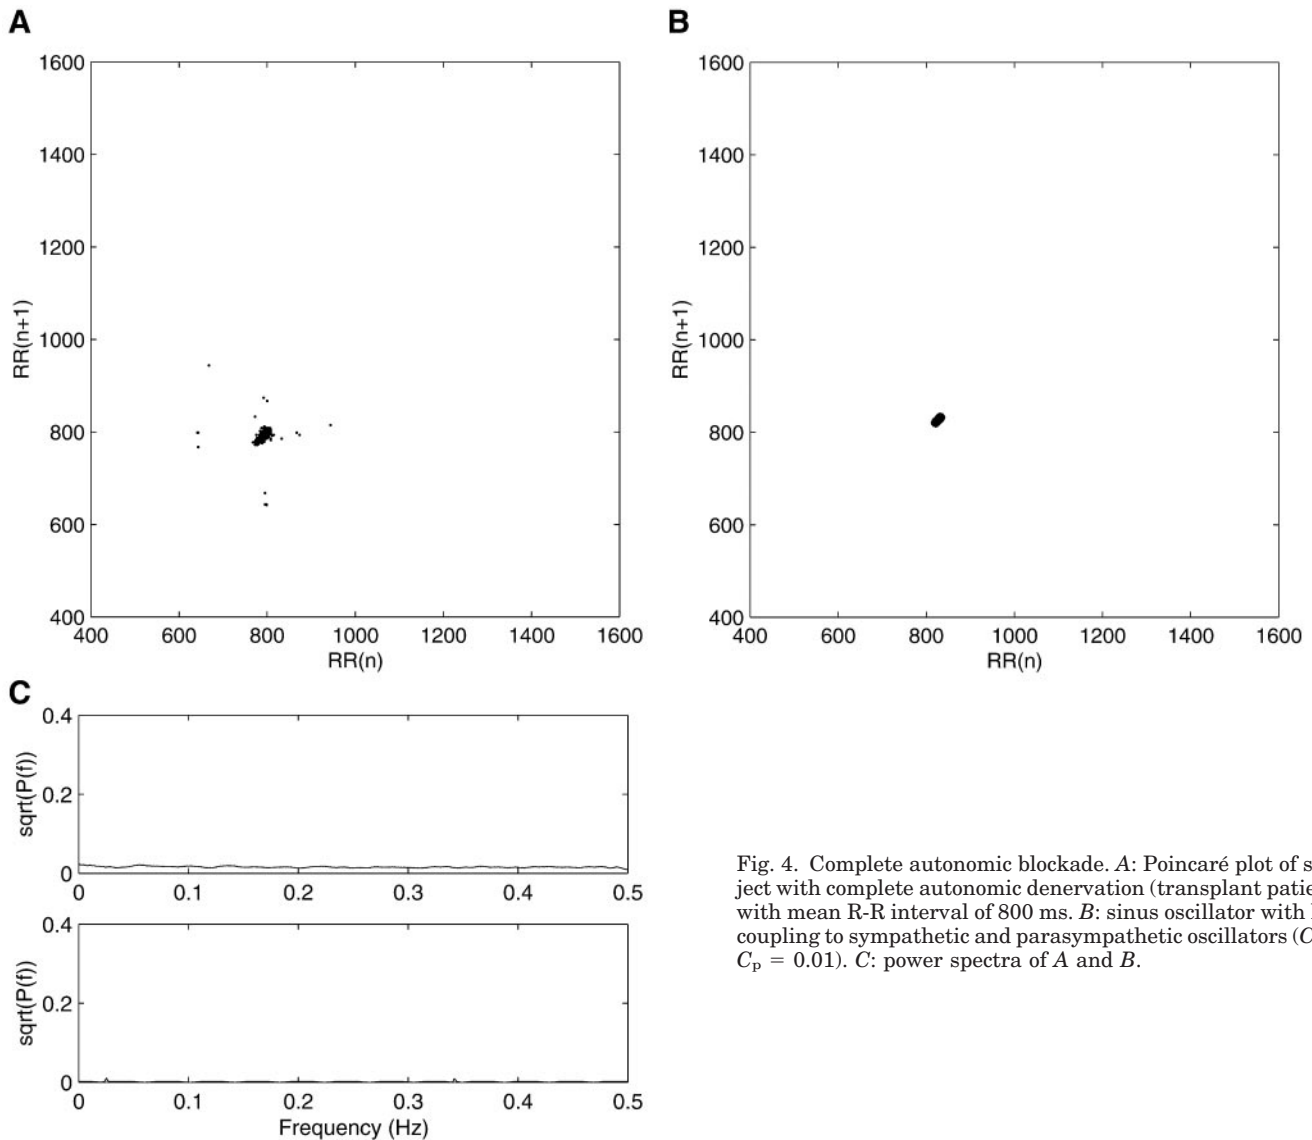 A
B
1600
1400
1200
1000
800
600
400
RR(n+1)
400 600 800 1000 1200 1400 1600
RR(n)
1600
1400
1200
1000
800
600
400
RR(n+1)
400 600 800 1000 1200 1400 1600
RR(n)
C
0.4
0.2
0
sqrt(P(f))
0 0.1 0.2 0.3 0.4 0.5
0.4
0.2
0
sqrt(P(f))
0 0.1 0.2 0.3 0.4 0.5
Frequency (Hz)
Fig. 4. Complete autonomic blockade. A: Poincaré plot of s
ject with complete autonomic denervation (transplant patie
with mean R-R interval of 800 ms. B: sinus oscillator with
coupling to sympathetic and parasympathetic oscillators (C
Cp = 0.01). C: power spectra of A and B.